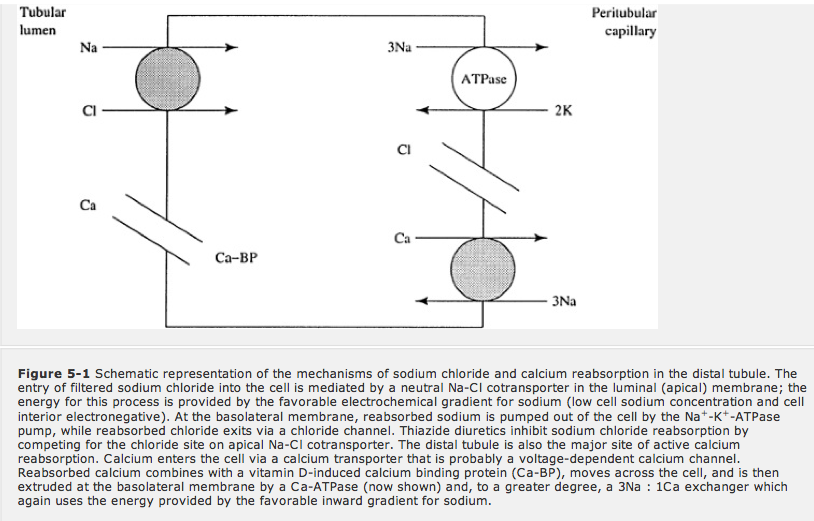 Tubular
lumen
Peritubular
capillary
Na
3Na
ATPase
Cl
2K
Cl
Ca
Ca
Ca–BP
3Na
Figure 5-1 Schematic representation of the mechanisms of sodium chloride and calcium reabsorption in the distal tubule. The
entry of filtered sodium chloride into the cell is mediated by a neutral Na-Cl cotransporter in the luminal (apical) membrane; the
energy for this process is provided by the favorable electrochemical gradient for sodium (low cell sodium concentration and cell
interior electronegative). At the basolateral membrane, reabsorbed sodium is pumped out of the cell by the Na⁺-K⁺-ATPase
pump, while reabsorbed chloride exits via a chloride channel. Thiazide diuretics inhibit sodium chloride reabsorption by
competing for the chloride site on apical Na-Cl cotransporter. The distal tubule is also the major site of active calcium
reabsorption. Calcium enters the cell via a calcium transporter that is probably a voltage-dependent calcium channel.
Reabsorbed calcium combines with a vitamin D-induced calcium binding protein (Ca-BP), moves across the cell, and is then
extruded at the basolateral membrane by a Ca-ATPase (now shown) and, to a greater degree, a 3Na : 1Ca exchanger which
again uses the energy provided by the favorable inward gradient for sodium.